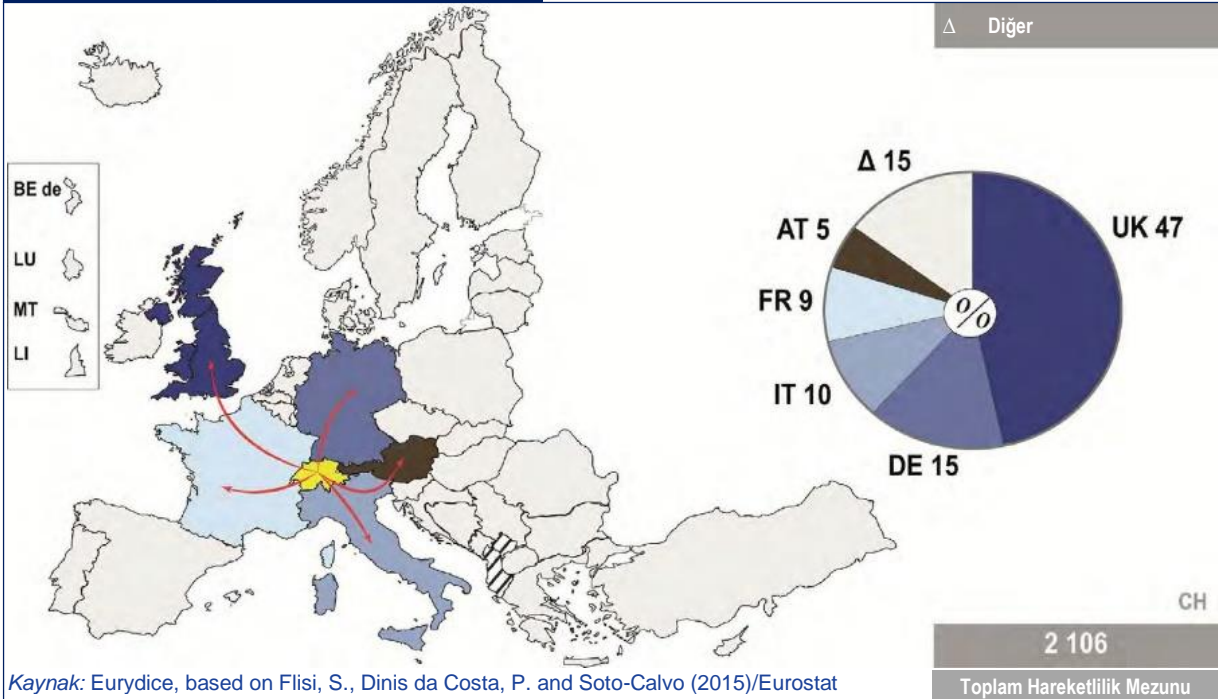 Δ Diğer
BE de
LU
MT
LI
Δ 15
AT 5
UK 47
FR 9
%
IT 10
DE 15
CH
2 106
Kaynak: Eurydice, based on Flisi, S., Dinis da Costa, P. and Soto-Calvo (2015)/Eurostat
Toplam Hareketlilik Mezunu